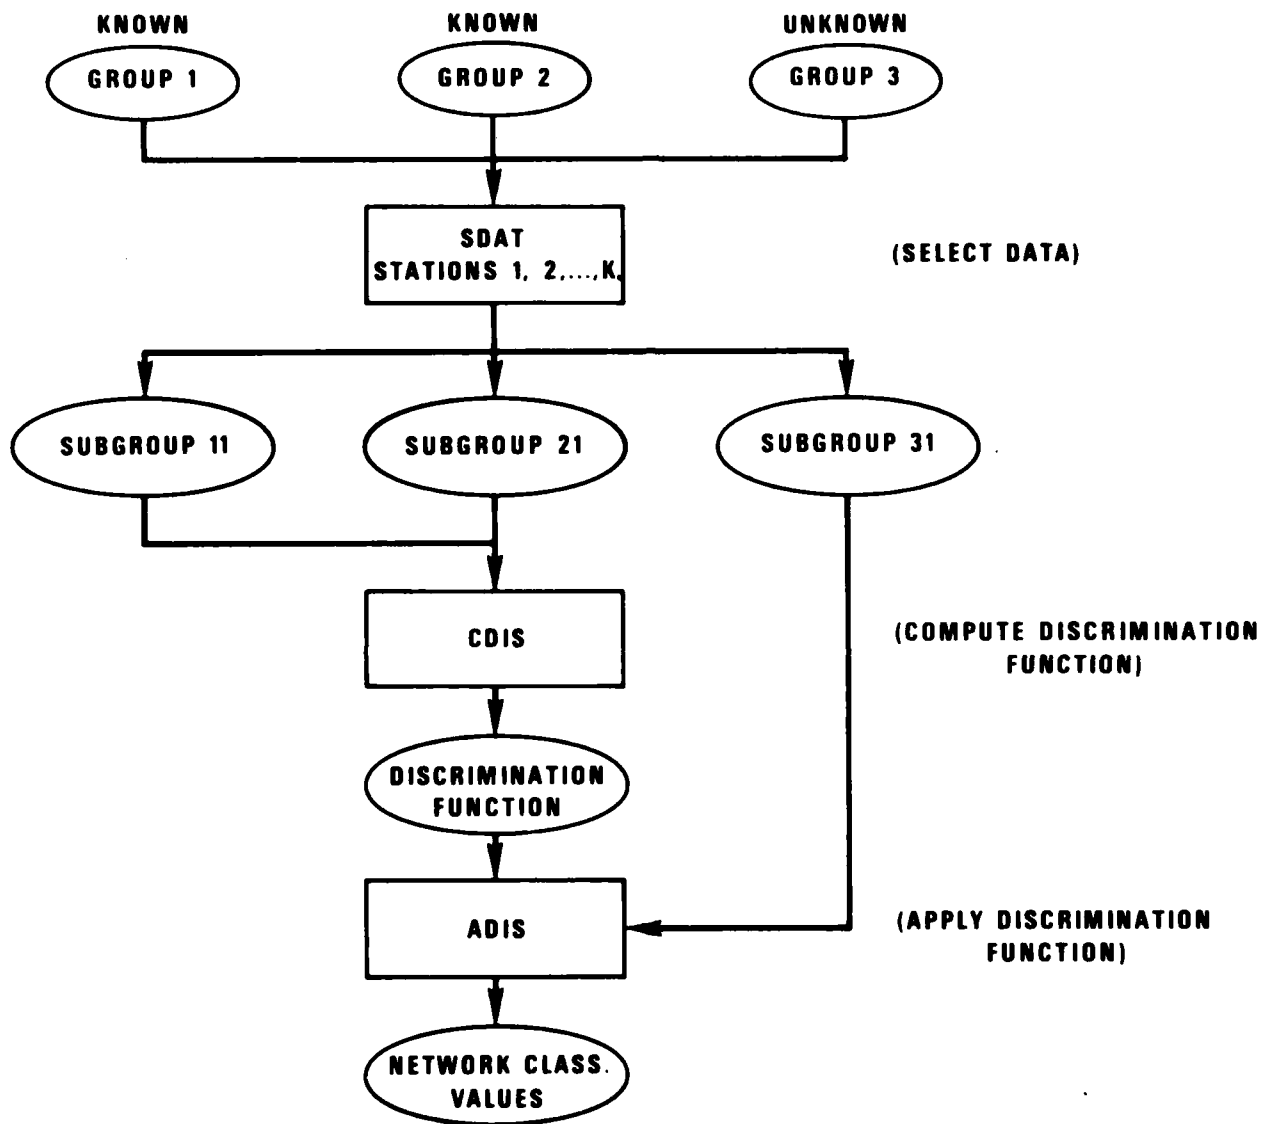 KNOWN
KNOWN
UNKNOWN
GROUP 1
GROUP 2
GROUP 3
SDAT
STATIONS 1, 2,...,K.
(SELECT DATA)
SUBGROUP 11
SUBGROUP 21
SUBGROUP 31
CDIS
(COMPUTE DISCRIMINATION
FUNCTION)
DISCRIMINATION
FUNCTION
ADIS
(APPLY DISCRIMINATION
FUNCTION)
NETWORK CLASS.
VALUES